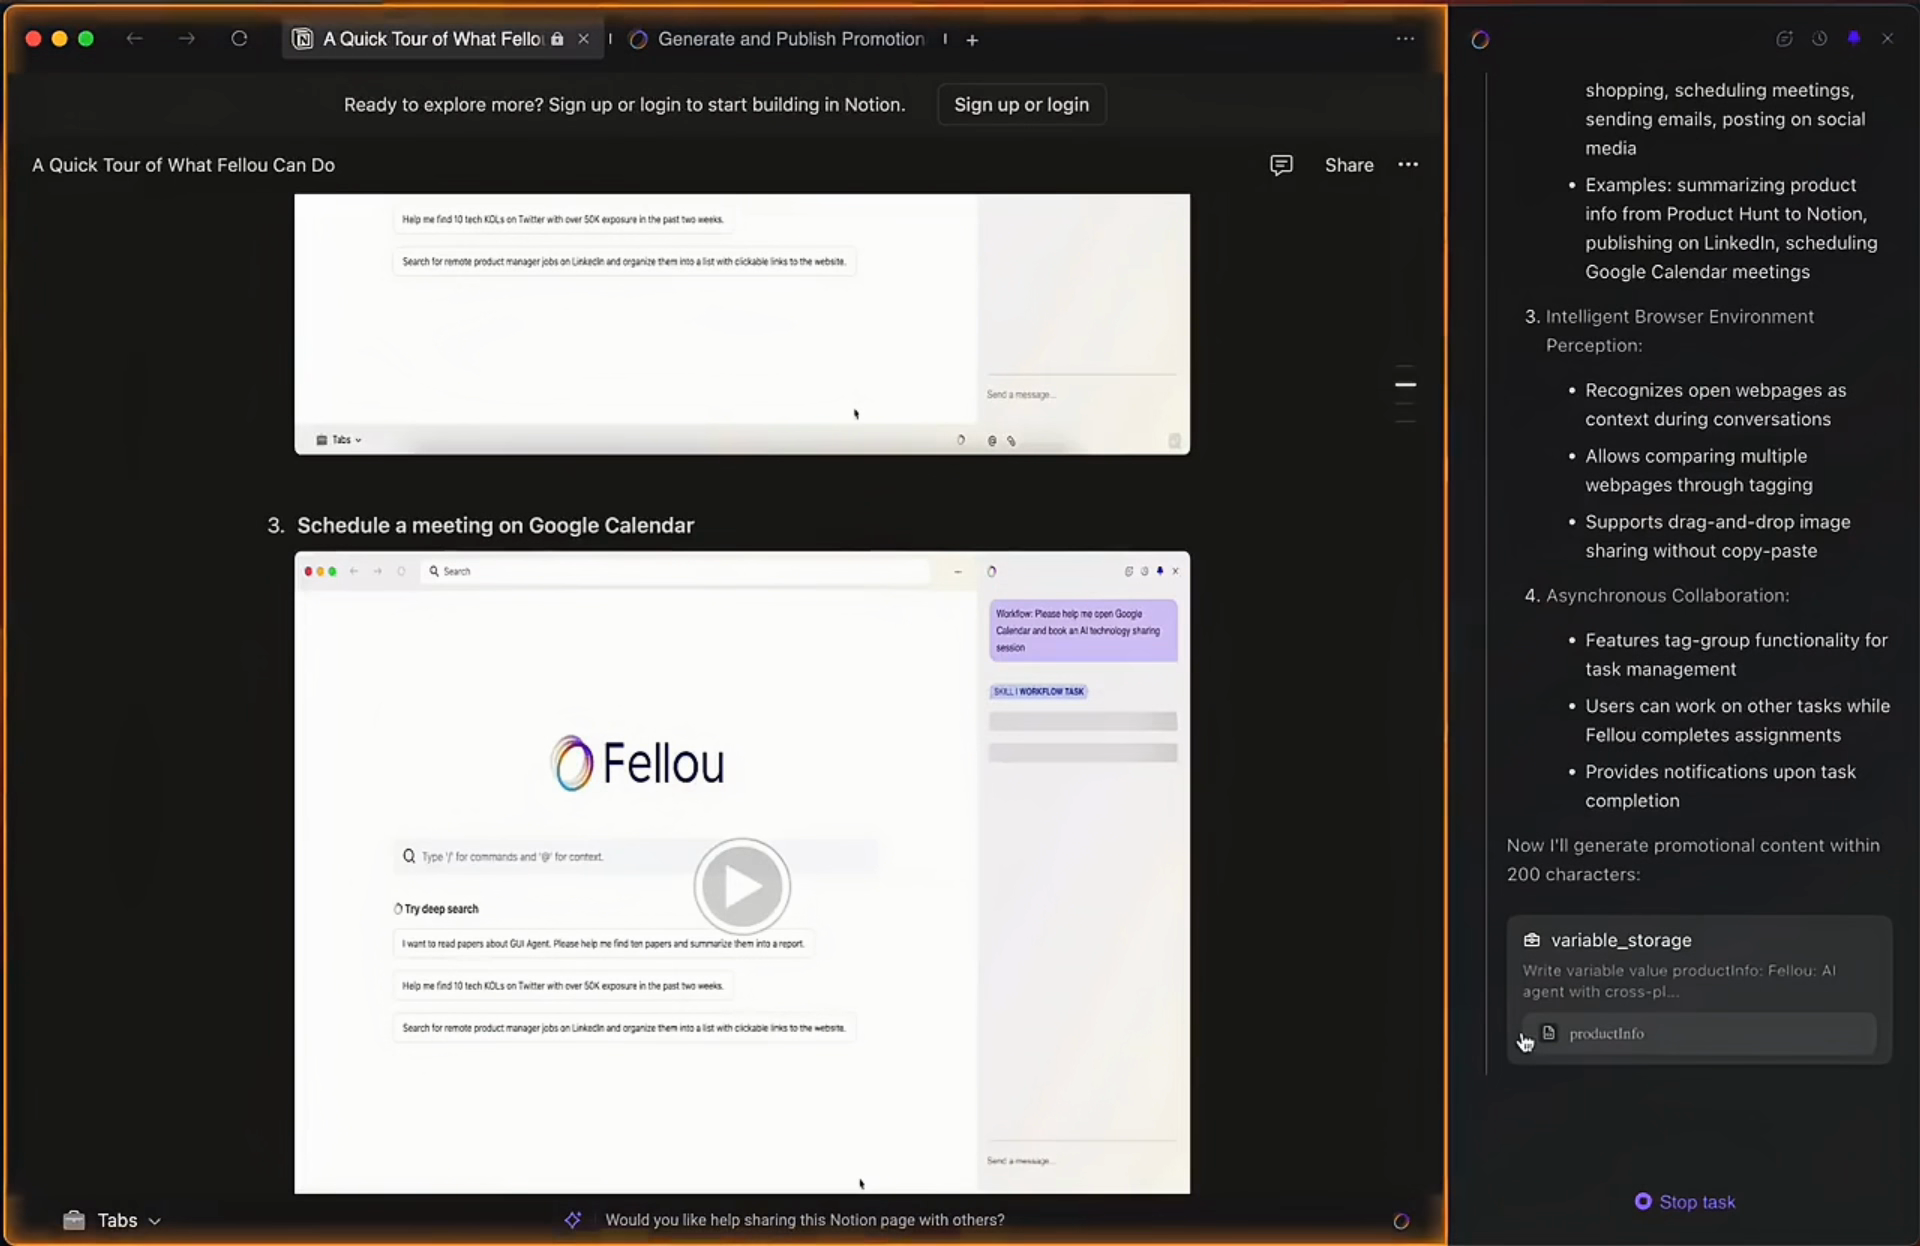 A Quick Tour of What Fello
Generate and Publish Promotion
Ready to explore more? Sign up or login to start building in Notion.
Sign up or login
A Quick Tour of What Fellou Can Do
Share
Help me find 10 tech KOLs on Twitter with over 50K exposure in the past two weeks.
Search for remote product manager jobs on LinkedIn and organize them into a list with clickable links to the website.
Send a message...
Tabs
@
3. Schedule a meeting on Google Calendar
Search
Workflow: Please help me open Google
Calendar and book an AI technology sharing
session
SKILL | WORKFLOW TASK
Fellou
Type '/' for commands and '@' for context.
Try deep search
I want to read papers about GUI Agent. Please help me find ten papers and summarize them into a report.
Help me find 10 tech KOLs on Twitter with over 50K exposure in the past two weeks.
Search for remote product manager jobs on LinkedIn and organize them into a list with clickable links to the website.
Send a message...
Tabs
Would you like help sharing this Notion page with others?
shopping, scheduling meetings,
sending emails, posting on social
media
• Examples: summarizing product
info from Product Hunt to Notion,
publishing on LinkedIn, scheduling
Google Calendar meetings
3. Intelligent Browser Environment
Perception:
• Recognizes open webpages as
context during conversations
• Allows comparing multiple
webpages through tagging
• Supports drag-and-drop image
sharing without copy-paste
4. Asynchronous Collaboration:
• Features tag-group functionality for
task management
• Users can work on other tasks while
Fellou completes assignments
• Provides notifications upon task
completion
Now I'll generate promotional content within
200 characters:
variable_storage
Write variable value productInfo: Fellou: AI
agent with cross-pl...
productInfo
Stop task